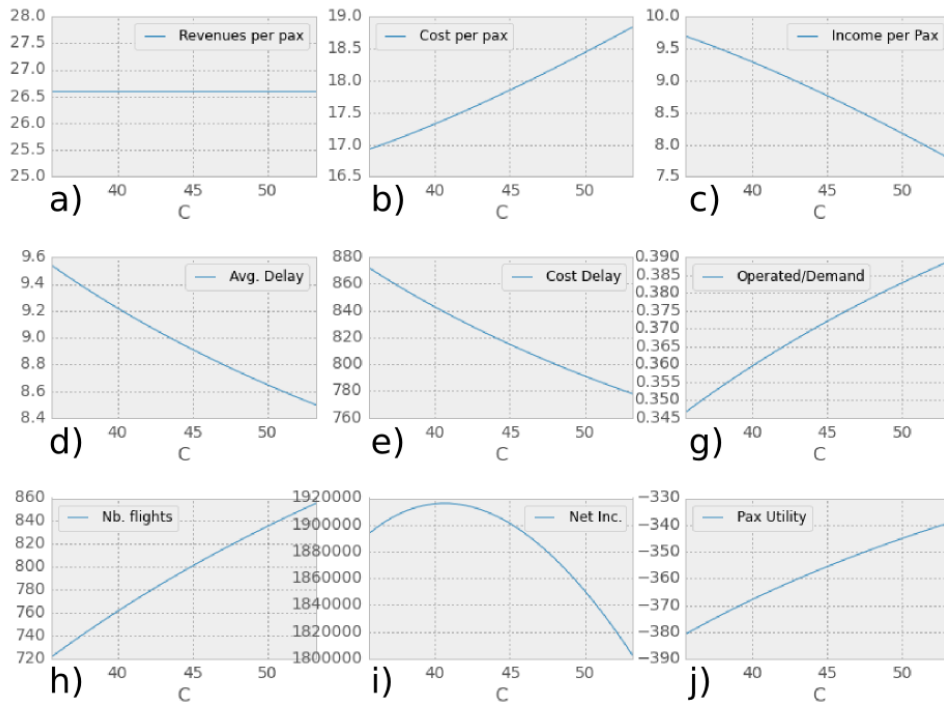 28.0
27.5
27.0
26.5
26.0
25.5
25.0
Revenues per pax
40 45 50
a)
C
19.0
18.5
18.0
17.5
17.0
16.5
Cost per pax
40 45 50
b)
C
10.0
9.5
9.0
8.5
8.0
7.5
Income per Pax
40 45 50
c)
C
9.6
9.4
9.2
9.0
8.8
8.6
8.4
Avg. Delay
40 45 50
d)
C
880
860
840
820
800
780
760
Cost Delay
40 45 50
e)
C
0.390
0.385
0.380
0.375
0.370
0.365
0.360
0.355
0.350
0.345
Operated/Demand
40 45 50
g)
C
860
840
820
800
780
760
740
720
Nb. flights
40 45 50
h)
C
1920000
1900000
1880000
1860000
1840000
1820000
1800000
Net Inc.
40 45 50
i)
C
−330
−340
−350
−360
−370
−380
−390
Pax Utility
40 45 50
j)
C